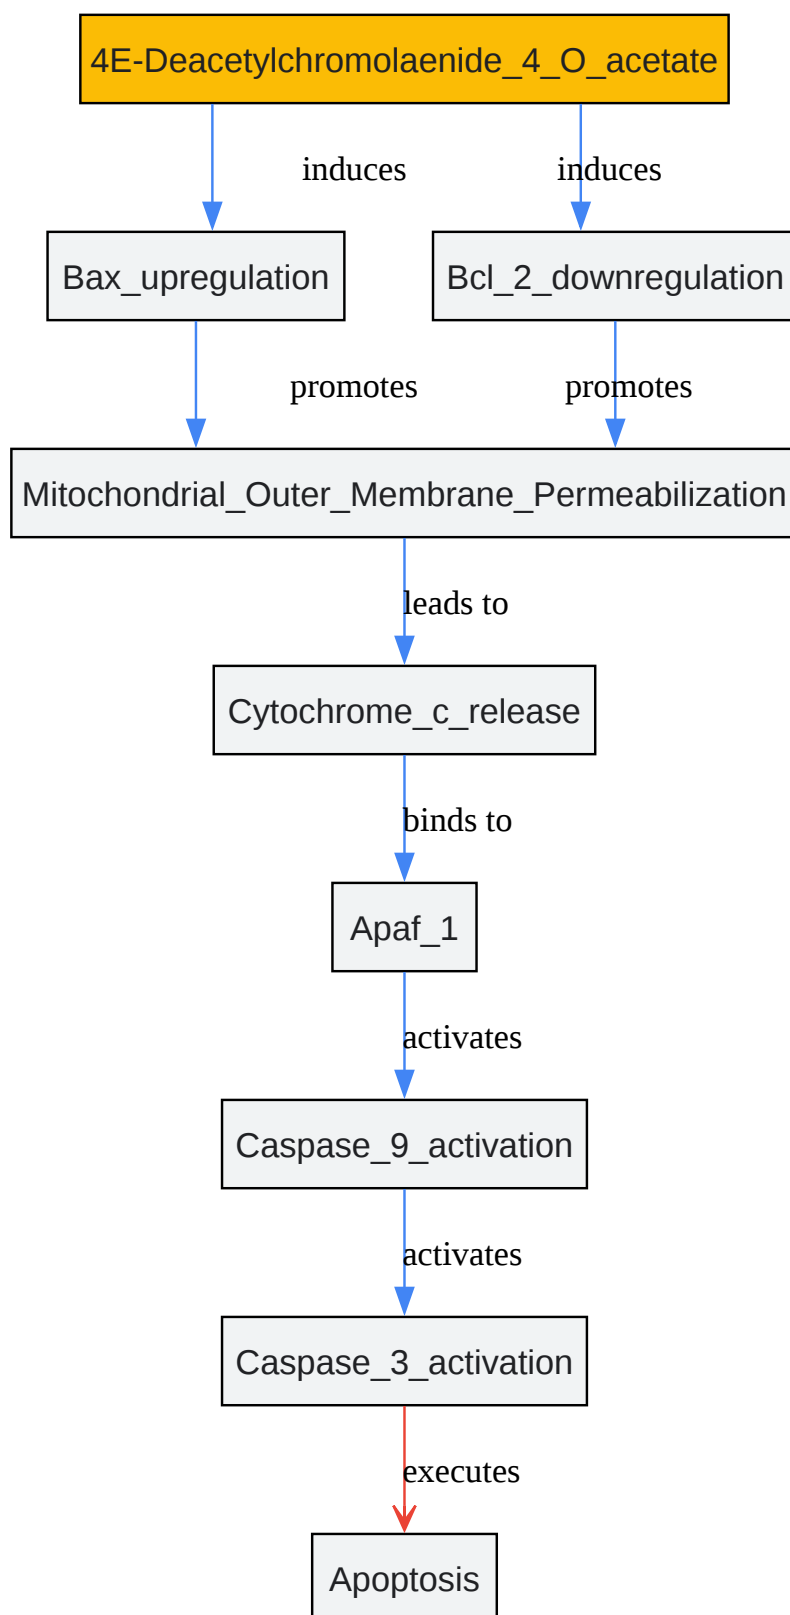 4E-Deacetylchromolaenide_4_O_acetate
induces induces
Bax_upregulation Bcl_2_downregulation
promotes promotes
Mitochondrial_Outer_Membrane_Permeabilization
leads to
Cytochrome_c_release
binds to
Apaf_1
activates
Caspase_9_activation
activates
Caspase_3_activation
executes
Apoptosis